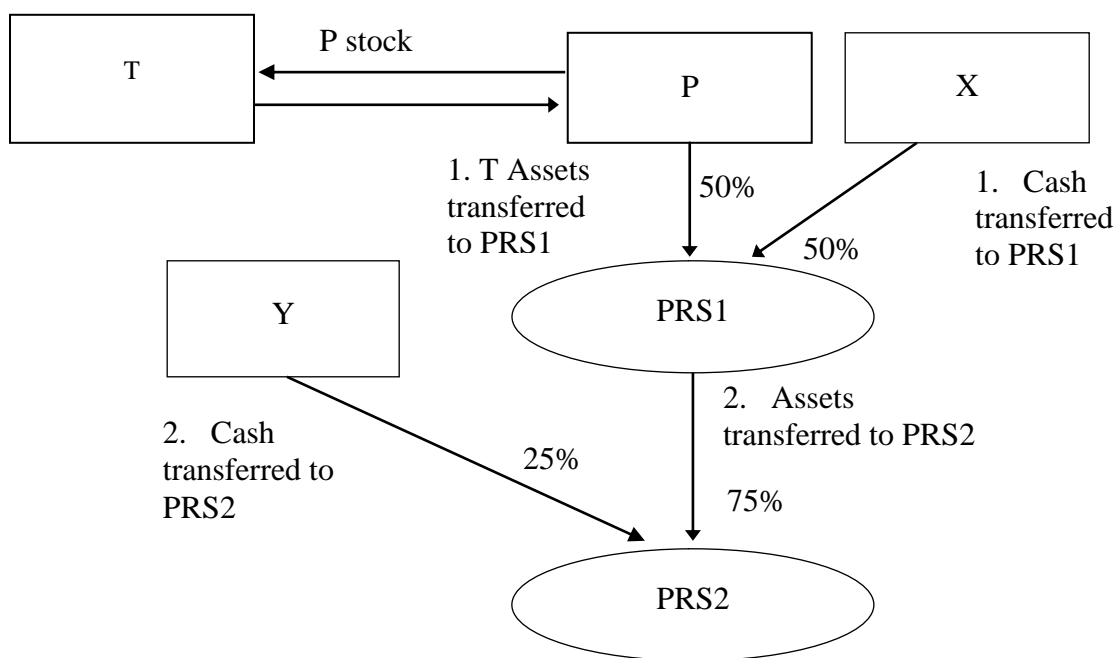 P stock
T
P
X
1. T Assets
transferred
to PRS1
50%
1. Cash
transferred
to PRS1
50%
PRS1
Y
2. Cash
transferred to
PRS2
25%
2. Assets
transferred to PRS2
75%
PRS2